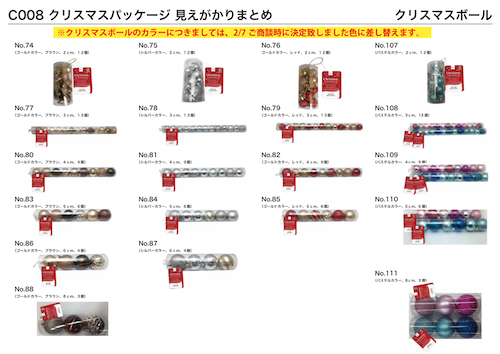 C008 クリスマスパッケージ 見えがかりまとめ
クリスマスボール
※クリスマスボールのカラーにつきましては、2/7 ご商談時に決定致しました色に差し替えます。
No.74
（ゴールドカラー、ブラウン、2cm、12個）
No.75
（シルバーカラー、2cm、12個）
No.76
（ゴールドカラー、レッド、2cm、12個）
No.107
（パステルカラー、2cm、12個）
No.77
（ゴールドカラー、ブラウン、3cm、13個）
No.78
（シルバーカラー、3cm、13個）
No.79
（ゴールドカラー、レッド、3cm、13個）
No.108
（パステルカラー、3cm、13個）
No.80
（ゴールドカラー、ブラウン、4cm、9個）
No.81
（シルバーカラー、4cm、9個）
No.82
（ゴールドカラー、レッド、4cm、9個）
No.109
（パステルカラー、4cm、9個）
No.83
（ゴールドカラー、ブラウン、5cm、6個）
No.84
（シルバーカラー、5cm、6個）
No.85
（ゴールドカラー、レッド、5cm、6個）
No.110
（パステルカラー、5cm、6個）
No.86
（ゴールドカラー、ブラウン、6cm、4個）
No.87
（シルバーカラー、6cm、4個）
No.88
（ゴールドカラー、ブラウン、8cm、3個）
No.111
（パステルカラー、8cm、3個）